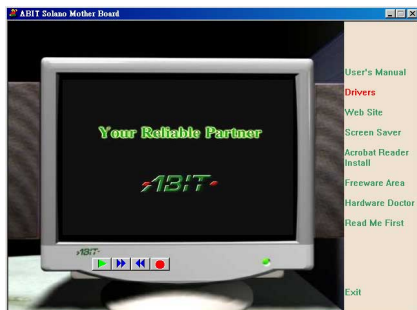 ABIT Solano Mother Board
Your Reliable Partner
ABIT
ABIT
User's Manual
Drivers
Web Site
Screen Saver
Acrobat Reader
Install
Freeware Area
Hardware Doctor
Read Me First
Exit